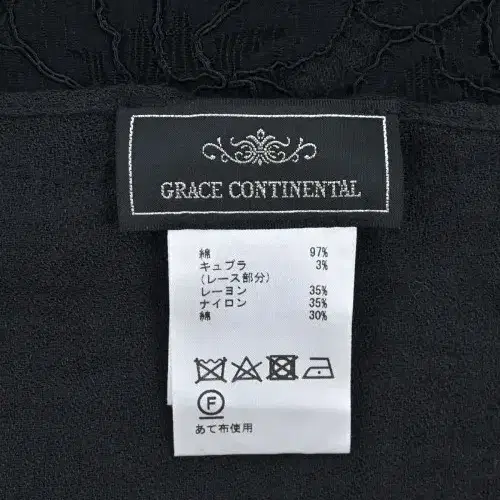 GRACE CONTINENTAL
綿 97%
キュプラ 3%
(レース部分)
レーヨン 35%
ナイロン 35%
綿 30%
F
あて布使用